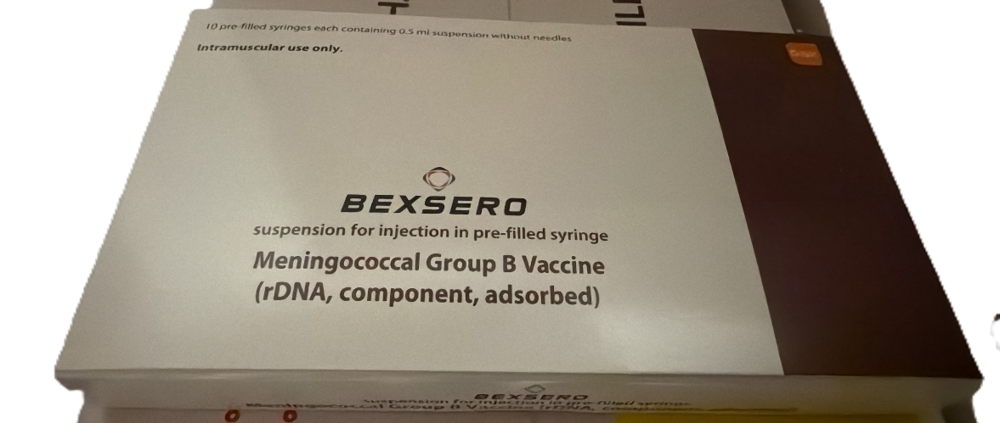 10 pre-filled syringes each containing 0.5 ml suspension without needles
Intramuscular use only.
GSK
BEXSERO
suspension for injection in pre-filled syringe
Meningococcal Group B Vaccine
(rDNA, component, adsorbed)
BEXSERO
suspension for injection in pre-filled syringe
Meningococcal Group B Vaccine (rDNA, component,